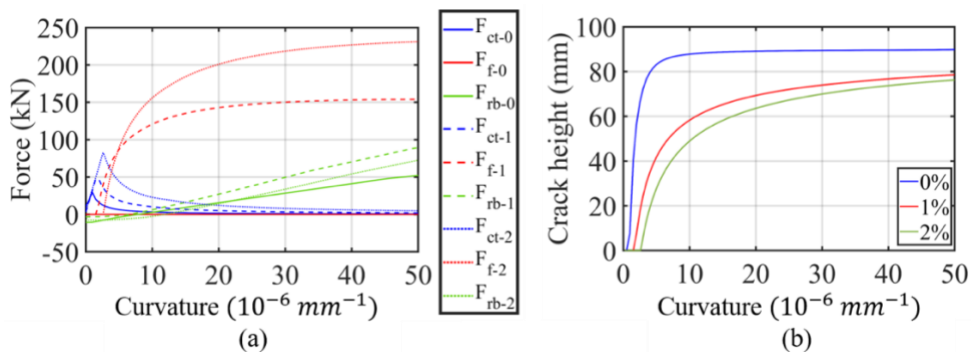 250
200
150
100
50
0
-50
Force (kN)
0 10 20 30 40 50
Curvature (10⁻⁶ mm⁻¹)
(a)
F_ct-0
F_f-0
F_rb-0
F_ct-1
F_f-1
F_rb-1
F_ct-2
F_f-2
F_rb-2
100
80
60
40
20
0
Crack height (mm)
0%
1%
2%
0 10 20 30 40 50
Curvature (10⁻⁶ mm⁻¹)
(b)